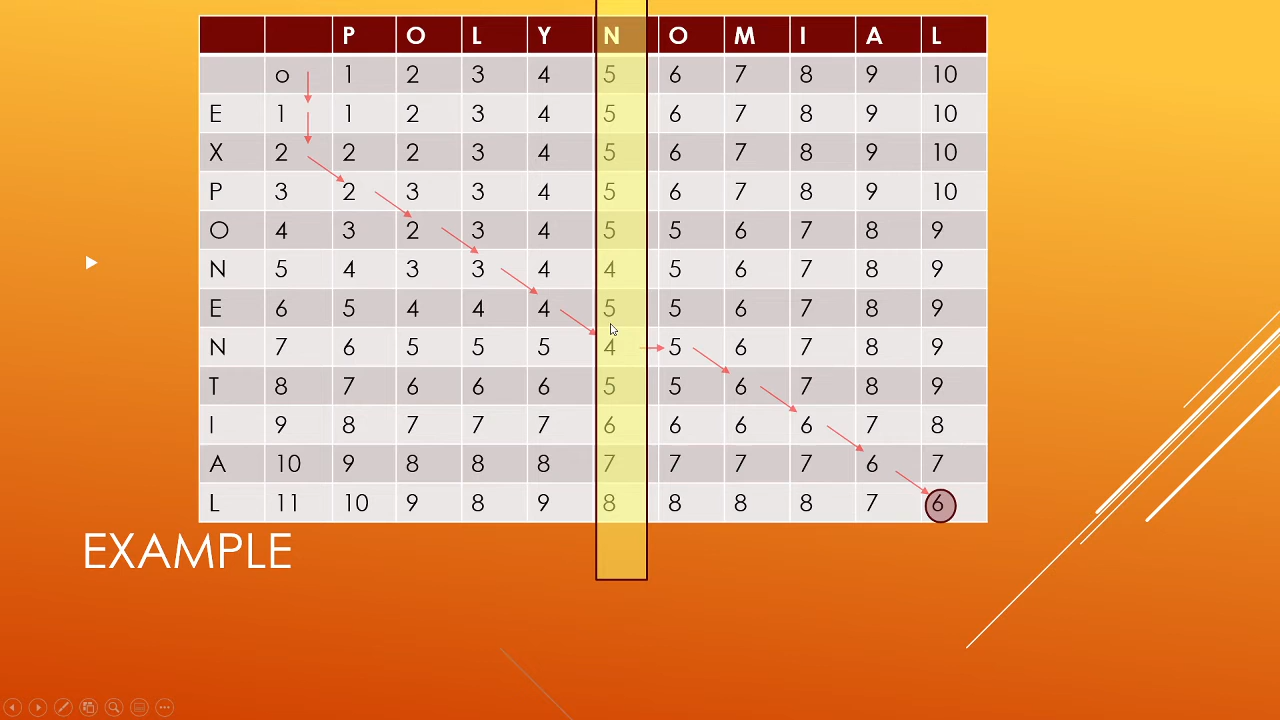 P O L Y N O M I A L
o 1 2 3 4 5 6 7 8 9 10
E 1 1 2 3 4 5 6 7 8 9 10
X 2 2 2 3 4 5 6 7 8 9 10
P 3 2 3 3 4 5 6 7 8 9 10
O 4 3 2 3 4 5 5 6 7 8 9
N 5 4 3 3 4 4 5 6 7 8 9
E 6 5 4 4 4 5 5 6 7 8 9
N 7 6 5 5 5 4 5 6 7 8 9
T 8 7 6 6 6 5 5 6 7 8 9
I 9 8 7 7 7 6 6 6 6 7 8
A 10 9 8 8 8 7 7 7 7 6 7
L 11 10 9 8 9 8 8 8 8 7 6
EXAMPLE